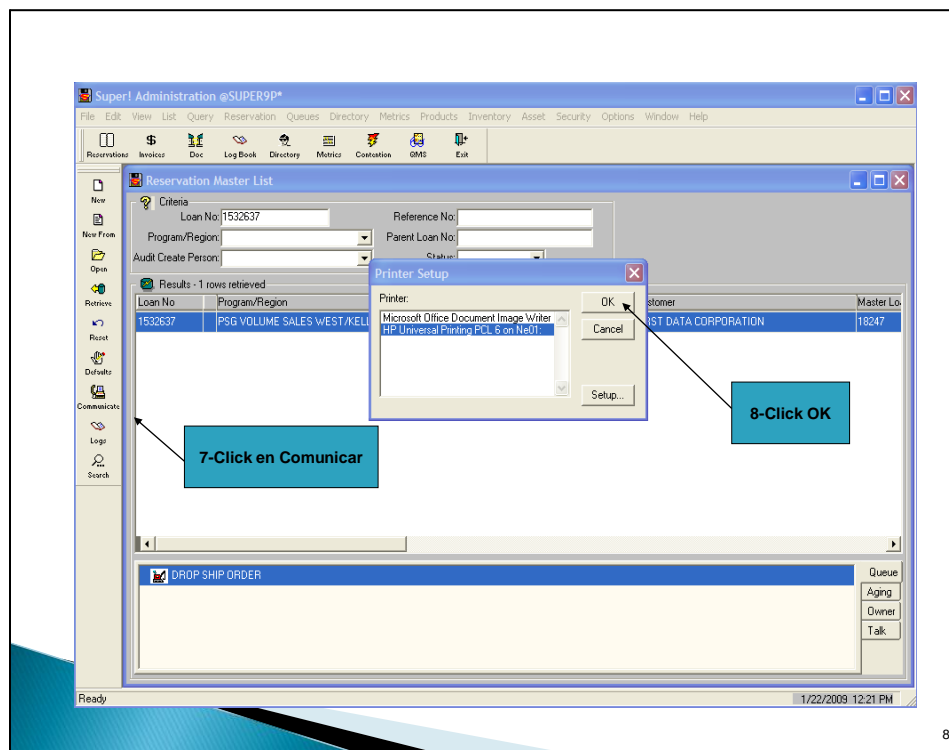 Super! Administration @SUPER9P*
File Edit View List Query Reservation Queues Directory Metrics Products Inventory Asset Security Options Window Help
Reservations Invoices Doc Log Book Directory Metrics Contestion GIMS Exit
New
New From
Open
Retrieve
Reset
Defaults
Communicate
Logs
Search
Reservation Master List
Criteria
Loan No: 1532637 Reference No:
Program/Region: Parent Loan No:
Audit Create Person: Status:
Results - 1 rows retrieved
Loan No Program/Region stomer Master Lo
1532637 PSG VOLUME SALES WEST/KELL ST DATA CORPORATION 18247
Printer Setup
Printer:
Microsoft Office Document Image Writer
HP Universal Printing PCL 6 on Ne01:
OK
Cancel
Setup...
8-Click OK
7-Click en Comunicar
DROP SHIP ORDER
Queue
Aging
Owner
Talk
Ready 1/22/2009 12:21 PM
8